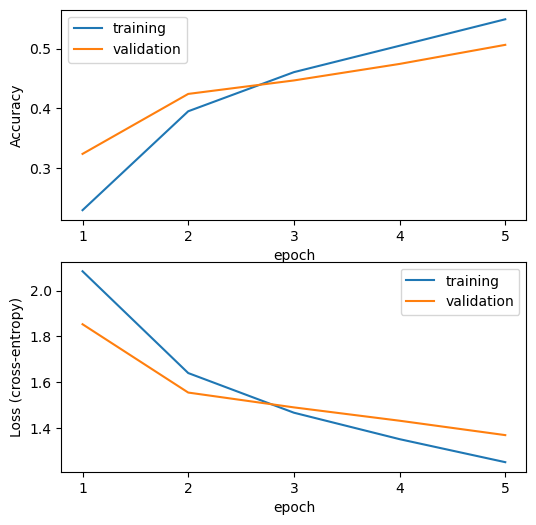 training
validation
Accuracy
0.5
0.4
0.3
1 2 3 4 5
epoch
training
validation
Loss (cross-entropy)
2.0
1.8
1.6
1.4
1 2 3 4 5
epoch